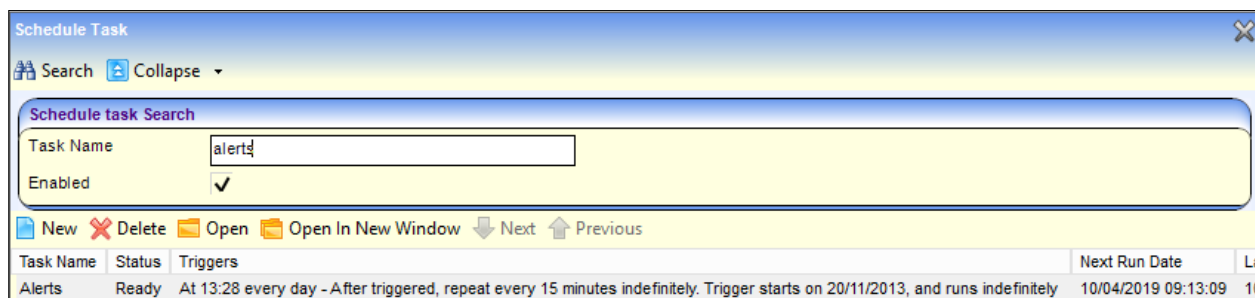 Schedule Task
Search Collapse
Schedule task Search
Task Name alerts
Enabled
New Delete Open Open In New Window Next Previous
Task Name Status Triggers Next Run Date
Alerts Ready At 13:28 every day - After triggered, repeat every 15 minutes indefinitely. Trigger starts on 20/11/2013, and runs indefinitely 10/04/2019 09:13:09